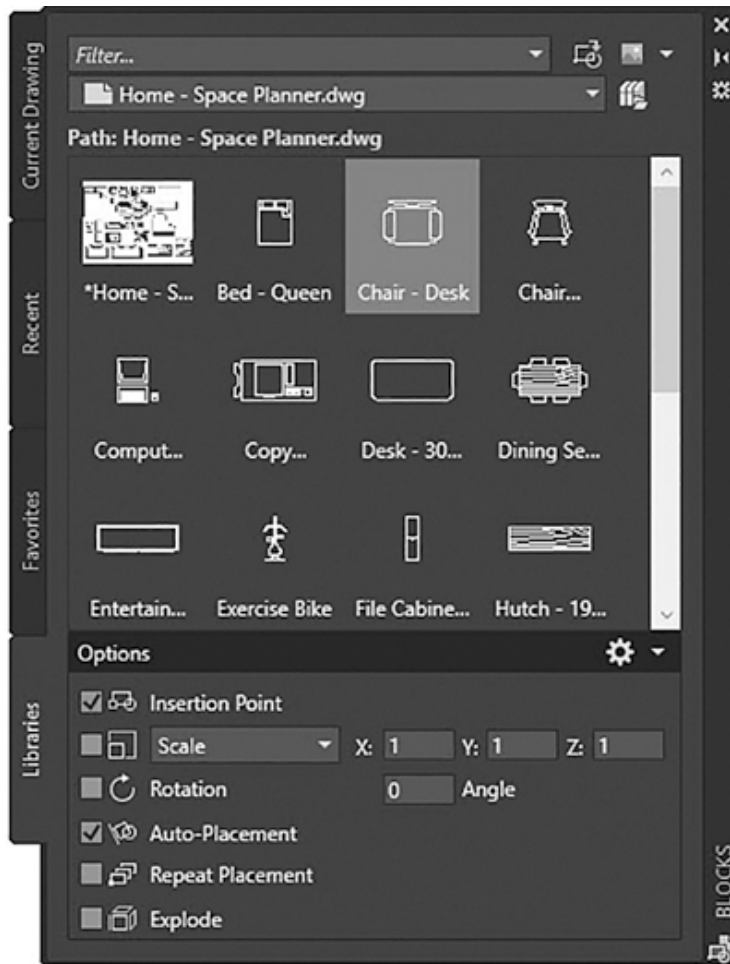 Filter...
Home - Space Planner.dwg
Path: Home - Space Planner.dwg
*Home - S... Bed - Queen Chair - Desk Chair...
Comput... Copy... Desk - 30... Dining Se...
Entertain... Exercise Bike File Cabine... Hutch - 19...
Options
Insertion Point
Scale X: 1 Y: 1 Z: 1
Rotation 0 Angle
Auto-Placement
Repeat Placement
Explode
Current Drawing
Recent
Favorites
Libraries
BLOCKS